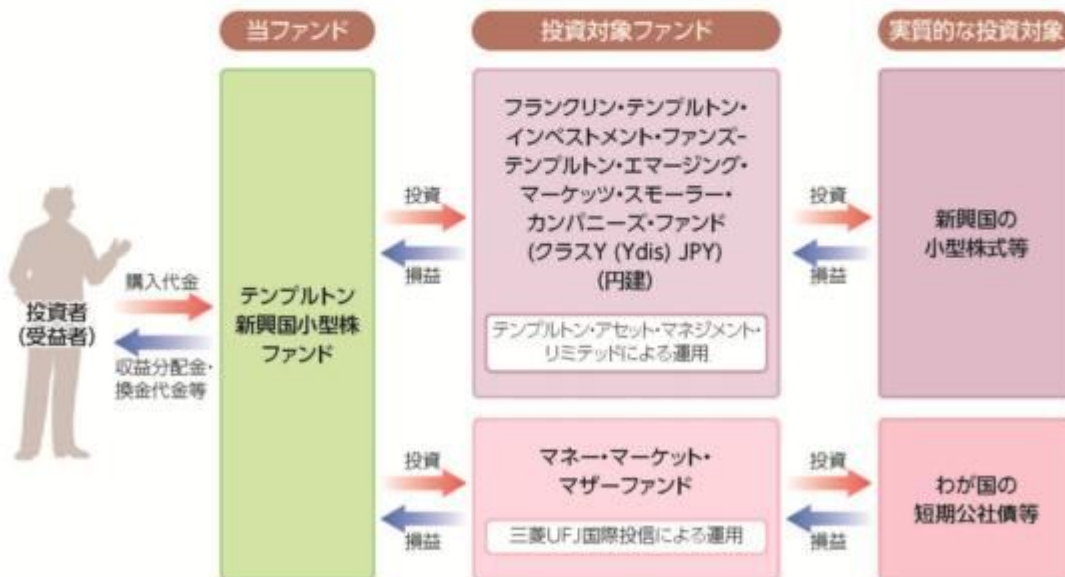 当ファンド
投資対象ファンド
実質的な投資対象
投資者
(受益者)
購入代金
収益分配金・
換金代金等
テンプルトン
新興国小型株
ファンド
投資
損益
フランクリン・テンプルトン・
インベストメント・ファンズ-
テンプルトン・エマージング・
マーケッツ・スモーラー・
カンパニーズ・ファンド
(クラスY (Ydis) JPY)
(円建)
テンプルトン・アセット・マネジメント・
リミテッドによる運用
投資
損益
新興国の
小型株式等
投資
損益
マネー・マーケット・
マザーファンド
三菱UFJ国際投信による運用
投資
損益
わが国の
短期公社債等